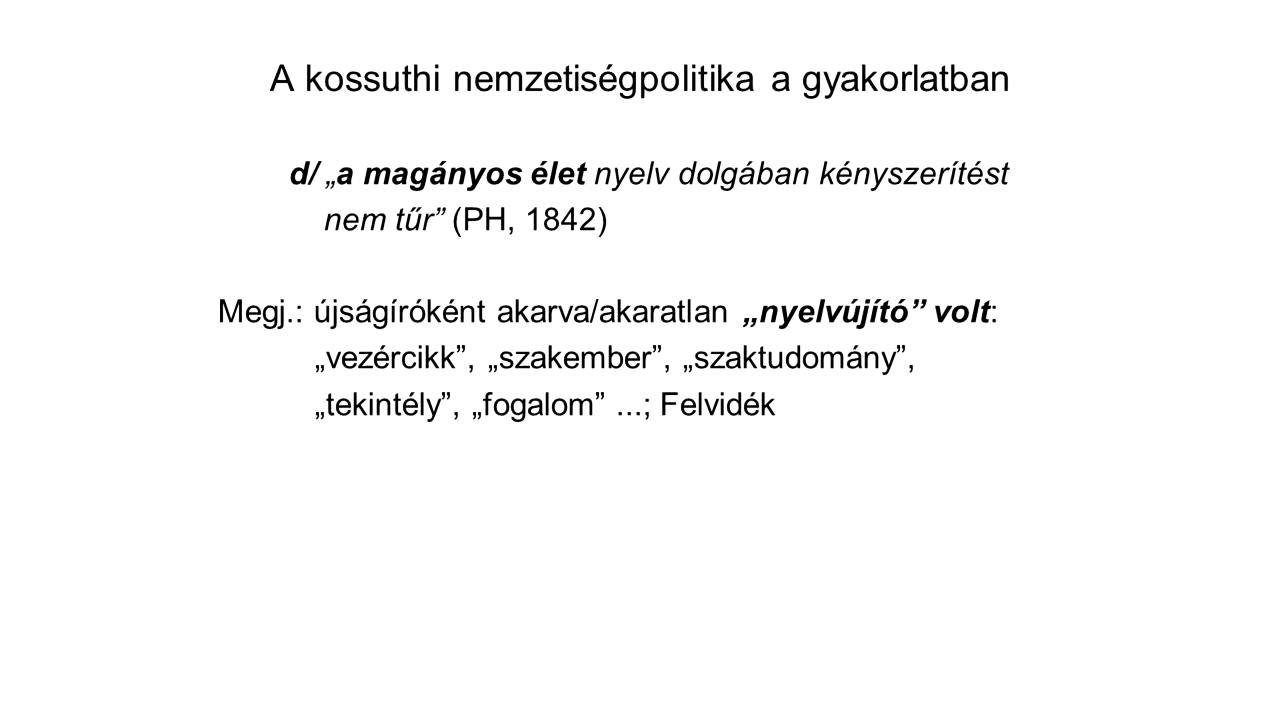 A kossuthi nemzetiségpolitika a gyakorlatban
d/ „a magányos élet nyelv dolgában kényszerítést
nem tűr” (PH, 1842)
Megj.: újságíróként akarva/akaratlan „nyelvújító” volt:
„vezércikk”, „szakember”, „szaktudomány”,
„tekintély”, „fogalom” ...; Felvidék